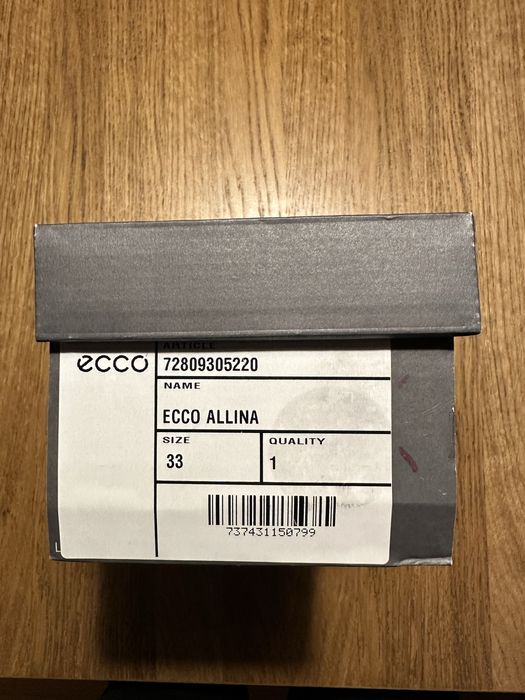 ARTICLE
ecco 72809305220
NAME
ECCO ALLINA
SIZE QUALITY
33 1
737431150799
L